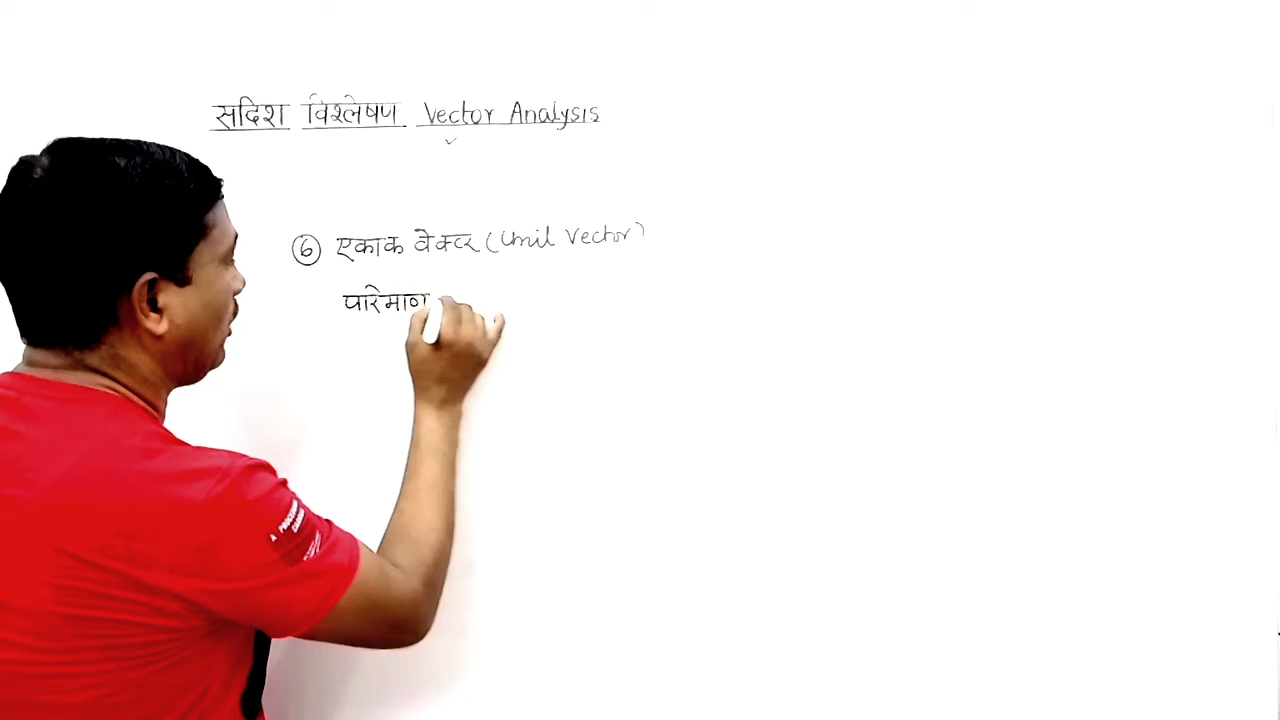 सदिश विश्लेषण Vector Analysis
⑥ एकाक वेक्टर (Unit Vector)
परिमाण